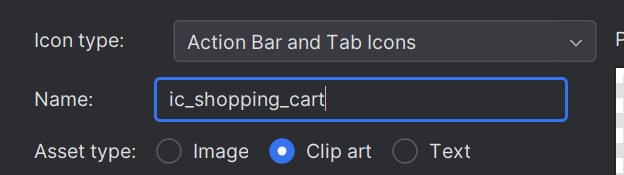 Icon type: Action Bar and Tab Icons
Name: ic_shopping_cart
Asset type: Image Clip art Text